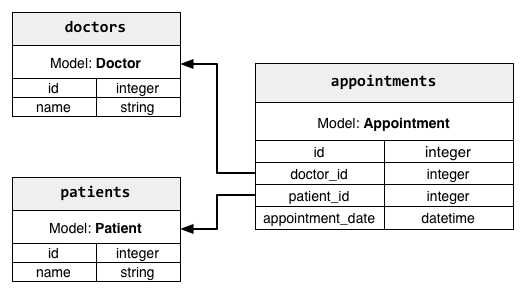 doctors
Model: Doctor
id integer
name string
appointments
Model: Appointment
id integer
doctor_id integer
patient_id integer
appointment_date datetime
patients
Model: Patient
id integer
name string